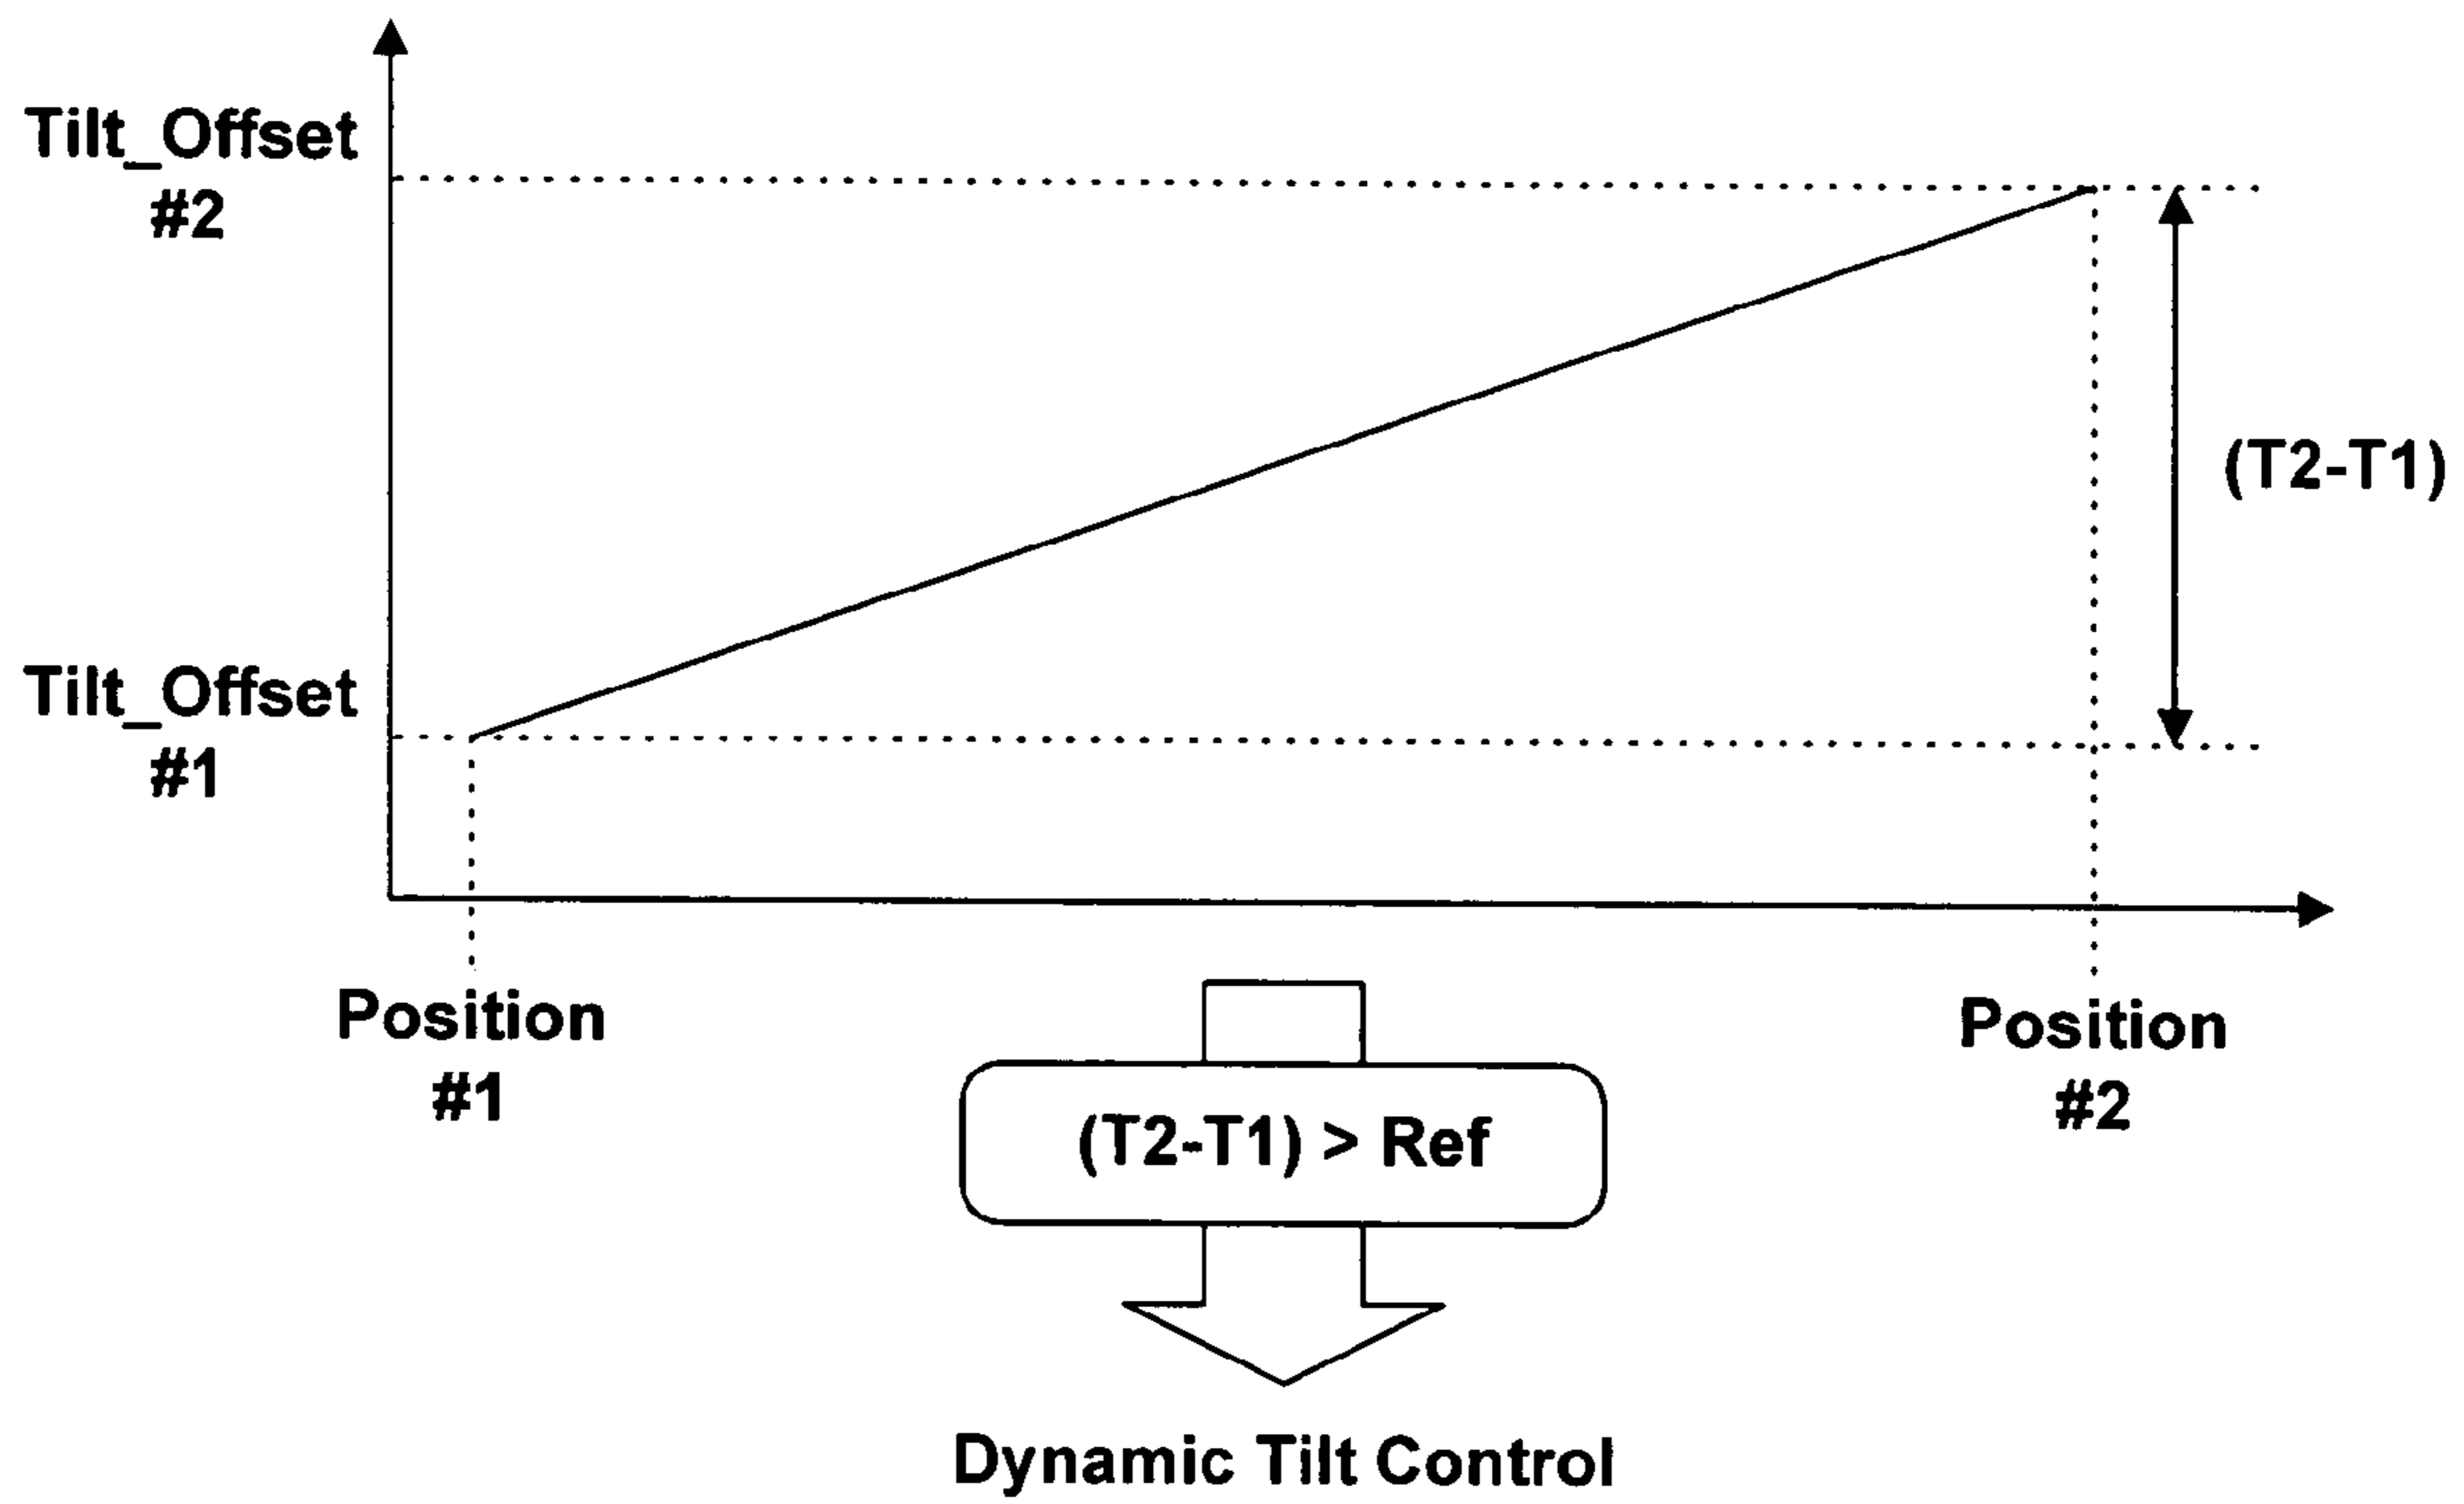 Tilt_Offset
#2
(T2-T1)
Tilt_Offset
#1
Position
#1
Position
#2
(T2-T1) > Ref
Dynamic Tilt Control